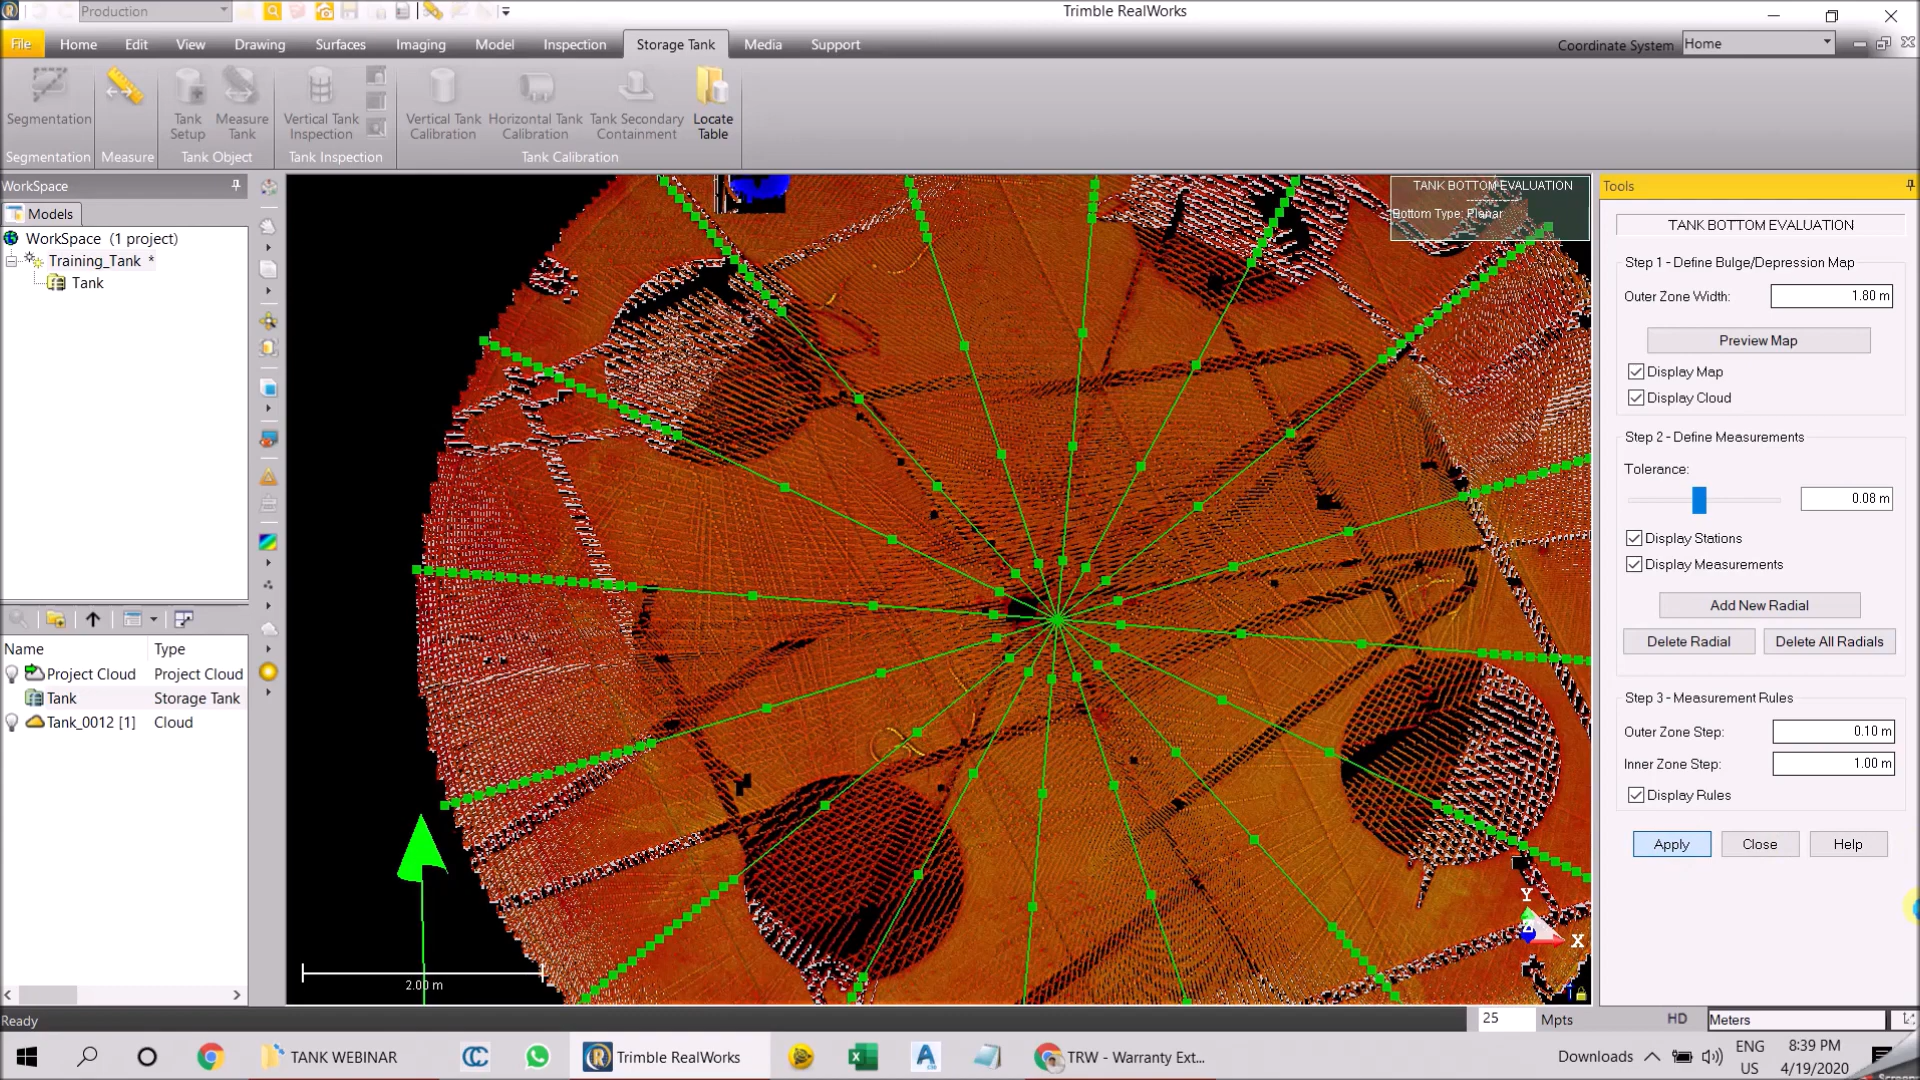 Production
Trimble RealWorks
File
Home
Edit
View
Drawing
Surfaces
Imaging
Model
Inspection
Storage Tank
Media
Support
Coordinate System
Home
Segmentation
Tank Setup
Measure Tank
Vertical Tank Inspection
Vertical Tank Calibration
Horizontal Tank Calibration
Tank Secondary Containment
Locate Table
Segmentation
Measure
Tank Object
Tank Inspection
Tank Calibration
WorkSpace
Models
WorkSpace (1 project)
Training_Tank *
Tank
Name
Type
Project Cloud
Project Cloud
Tank
Storage Tank
Tank_0012 [1]
Cloud
TANK BOTTOM EVALUATION
Bottom Type: Planar
2.00 m
Y
Z
X
Tools
TANK BOTTOM EVALUATION
Step 1 - Define Bulge/Depression Map
Outer Zone Width:
1.80 m
Preview Map
Display Map
Display Cloud
Step 2 - Define Measurements
Tolerance:
0.08 m
Display Stations
Display Measurements
Add New Radial
Delete Radial
Delete All Radials
Step 3 - Measurement Rules
Outer Zone Step:
0.10 m
Inner Zone Step:
1.00 m
Display Rules
Apply
Close
Help
Ready
25
Mpts
HD
Meters
TANK WEBINAR
Trimble RealWorks
TRW - Warranty Ext...
Downloads
ENG
US
8:39 PM
4/19/2020